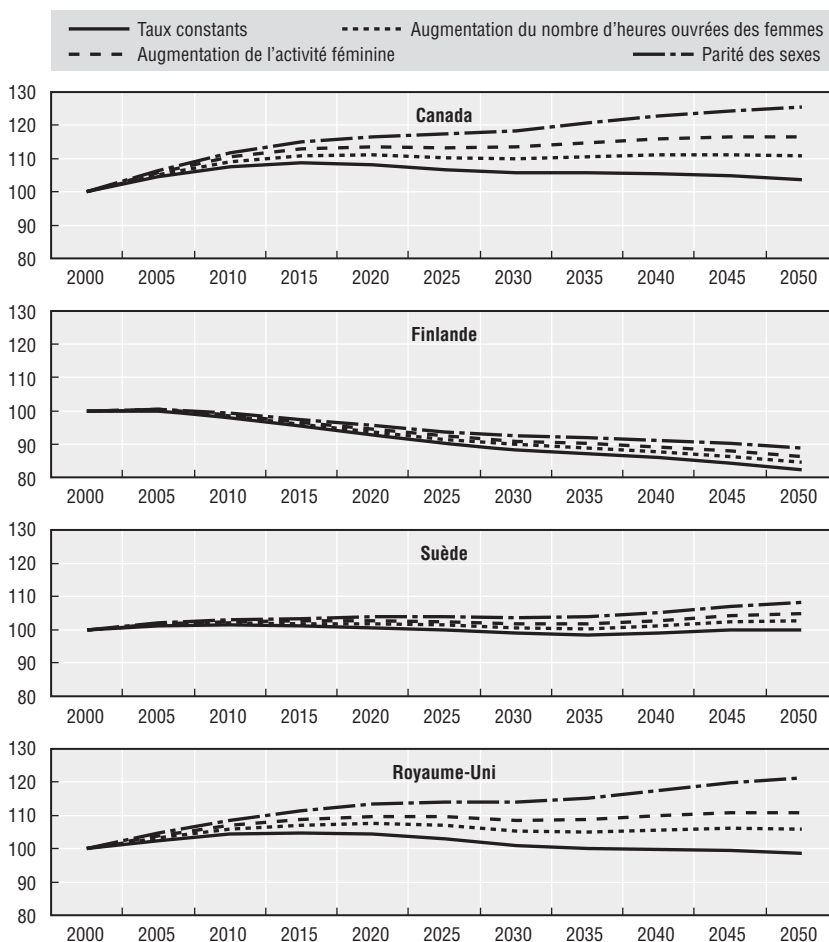 Taux constants Augmentation du nombre d'heures ouvrées des femmes
Augmentation de l'activité féminine Parité des sexes
130
Canada
120
110
100
90
80
2000 2005 2010 2015 2020 2025 2030 2035 2040 2045 2050
130
Finlande
120
110
100
90
80
2000 2005 2010 2015 2020 2025 2030 2035 2040 2045 2050
130
Suède
120
110
100
90
80
2000 2005 2010 2015 2020 2025 2030 2035 2040 2045 2050
130
Royaume-Uni
120
110
100
90
80
2000 2005 2010 2015 2020 2025 2030 2035 2040 2045 2050